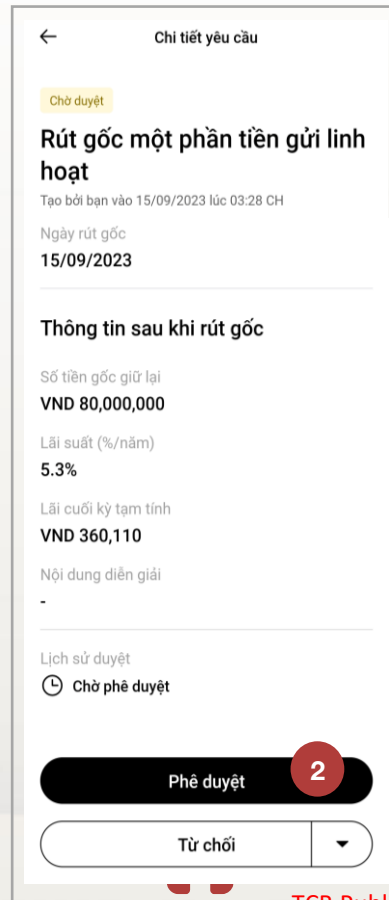 Chi tiết yêu cầu
Chờ duyệt
Rút gốc một phần tiền gửi linh
hoạt
Tạo bởi bạn vào 15/09/2023 lúc 03:28 CH
Ngày rút gốc
15/09/2023
Thông tin sau khi rút gốc
Số tiền gốc giữ lại
VND 80,000,000
Lãi suất (%/năm)
5.3%
Lãi cuối kỳ tạm tính
VND 360,110
Nội dung diễn giải
-
Lịch sử duyệt
Chờ phê duyệt
Phê duyệt
2
Từ chối